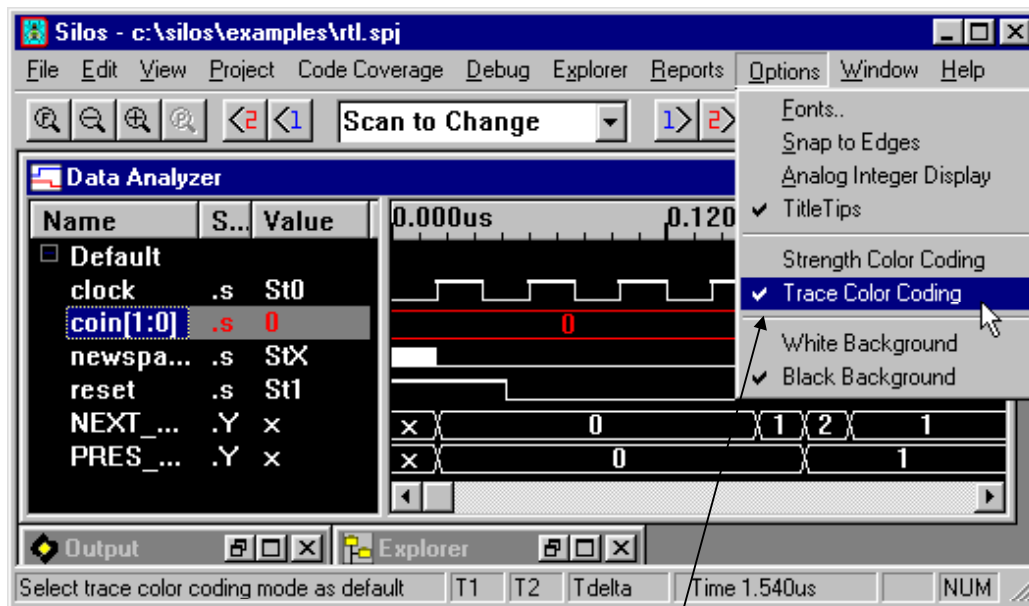 Silos - c:\silos\examples\rtl.spj
File Edit View Project Code Coverage Debug Explorer Reports Options Window Help
<2 <1 Scan to Change 1> 2>
Fonts..
Snap to Edges
Analog Integer Display
TitleTips
Strength Color Coding
Trace Color Coding
White Background
Black Background
Data Analyzer
Name S... Value 0.000us 0.120
Default
clock .s St0
coin[1:0] .s 0 0
newspa... .s StX
reset .s St1
NEXT_... .Y x x 0 1 2 1
PRES_... .Y x x 0 1
Output Explorer
Select trace color coding mode as default T1 T2 Tdelta Time 1.540us NUM